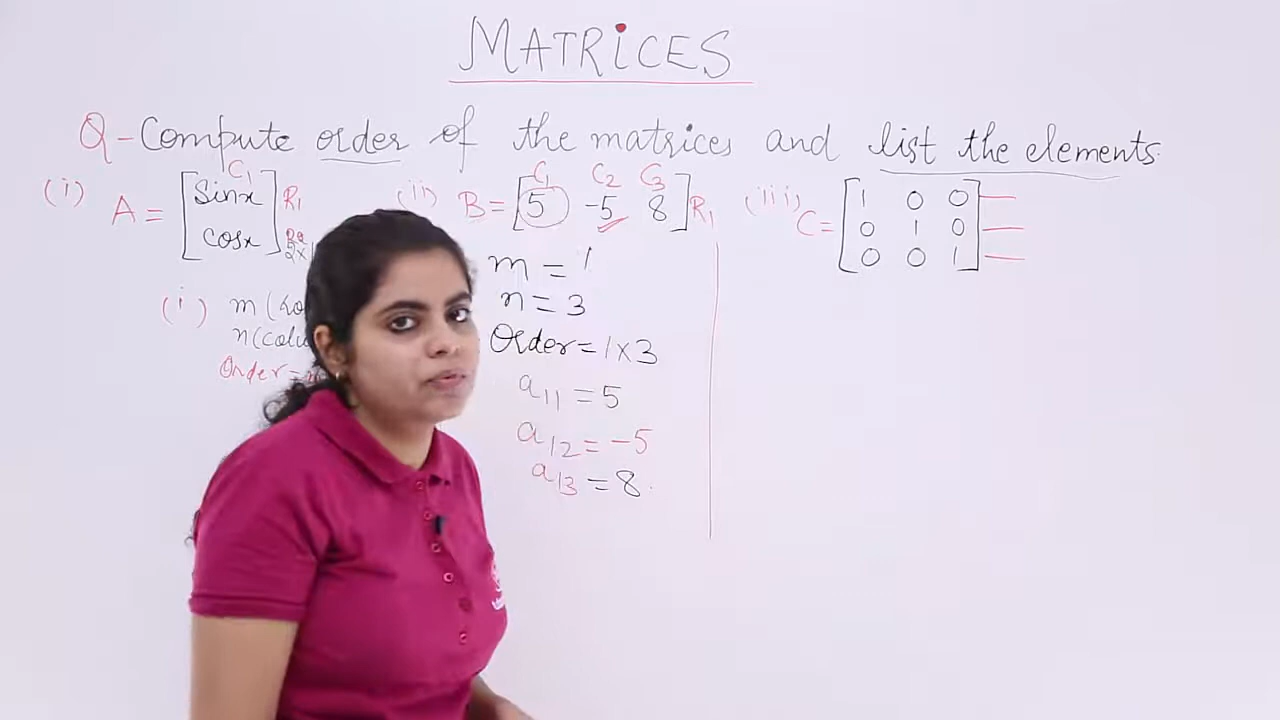 MATRICES
Q- Compute order of the matrices and list the elements.
(i) A = [sinx cosx] C1 R1 R2 2x1
(ii) B = [5 -5 8] C1 C2 C3 R1
(iii) C = [1 0 0
0 1 0
0 0 1]
(i) m
n
Order =
m = 1
n = 3
Order = 1x3
a11 = 5
a12 = -5
a13 = 8.